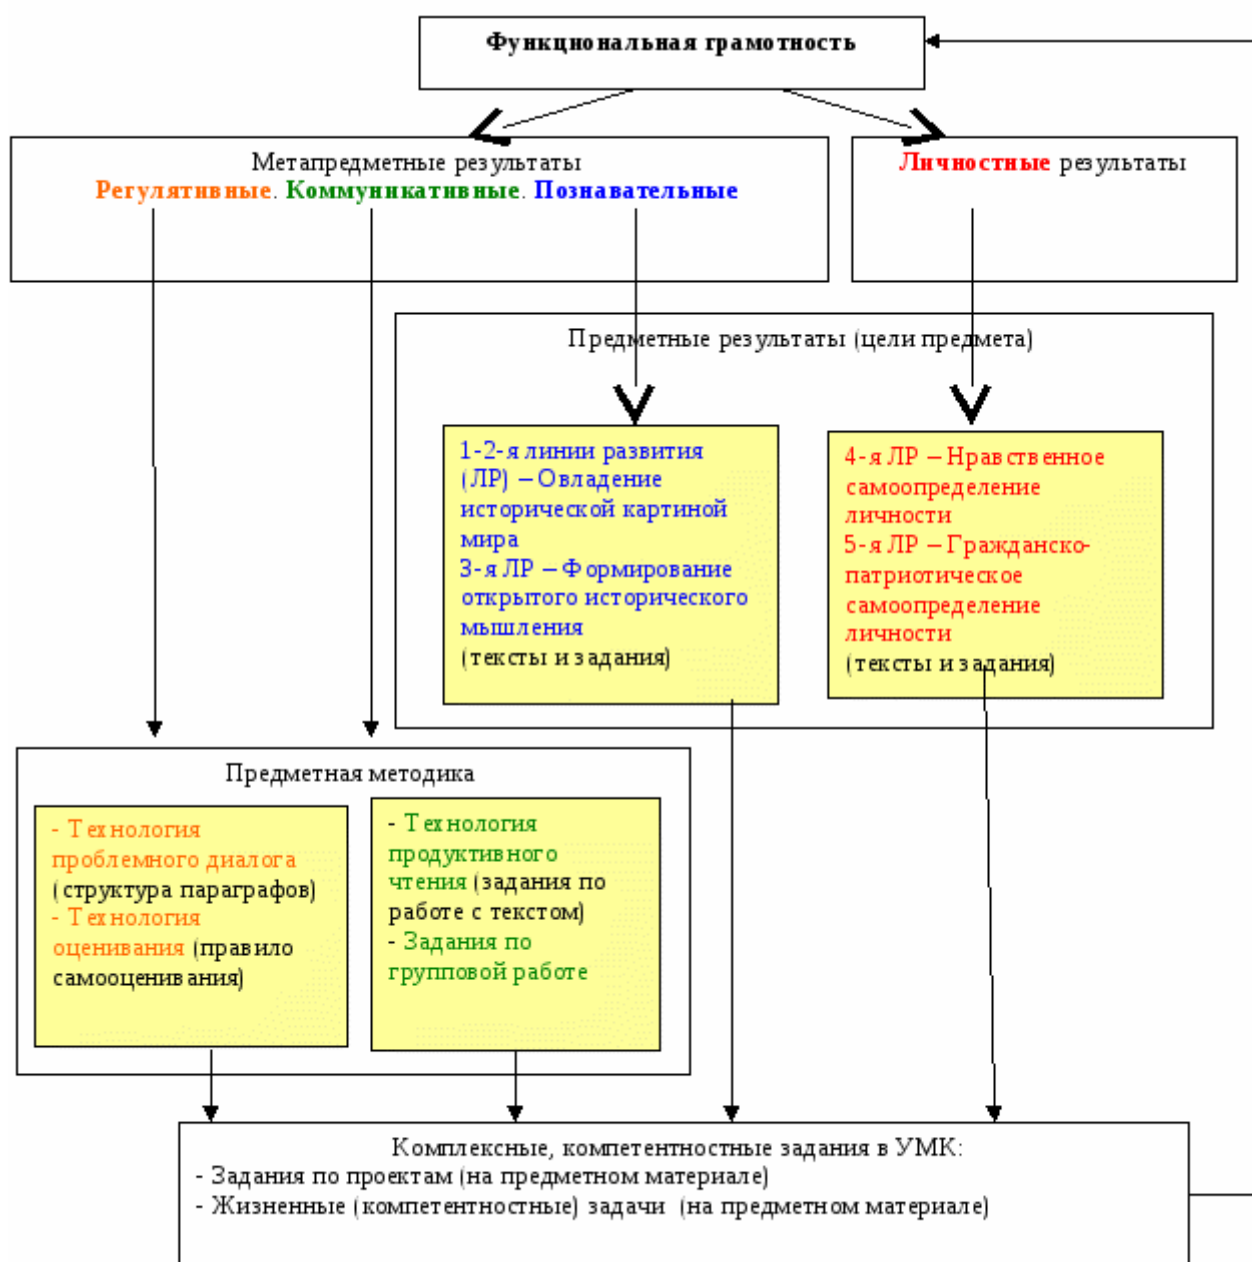 Функциональная грамотность
Метапредметные результаты
Регулятивные. Коммуникативные. Познавательные
Личностные результаты
Предметные результаты (цели предмета)
1-2-я линии развития
(ЛР) – Овладение
исторической картиной
мира
3-я ЛР – Формирование
открытого исторического
мышления
(тексты и задания)
4-я ЛР – Нравственное
самоопределение
личности
5-я ЛР – Гражданско-
патриотическое
самоопределение
личности
(тексты и задания)
Предметная методика
- Технология
проблемного диалога
(структура параграфов)
- Технология
оценивания (правило
самооценивания)
- Технология
продуктивного
чтения (задания по
работе с текстом)
- Задания по
групповой работе
Комплексные, компетентностные задания в УМК:
- Задания по проектам (на предметном материале)
- Жизненные (компетентностные) задачи (на предметном материале)